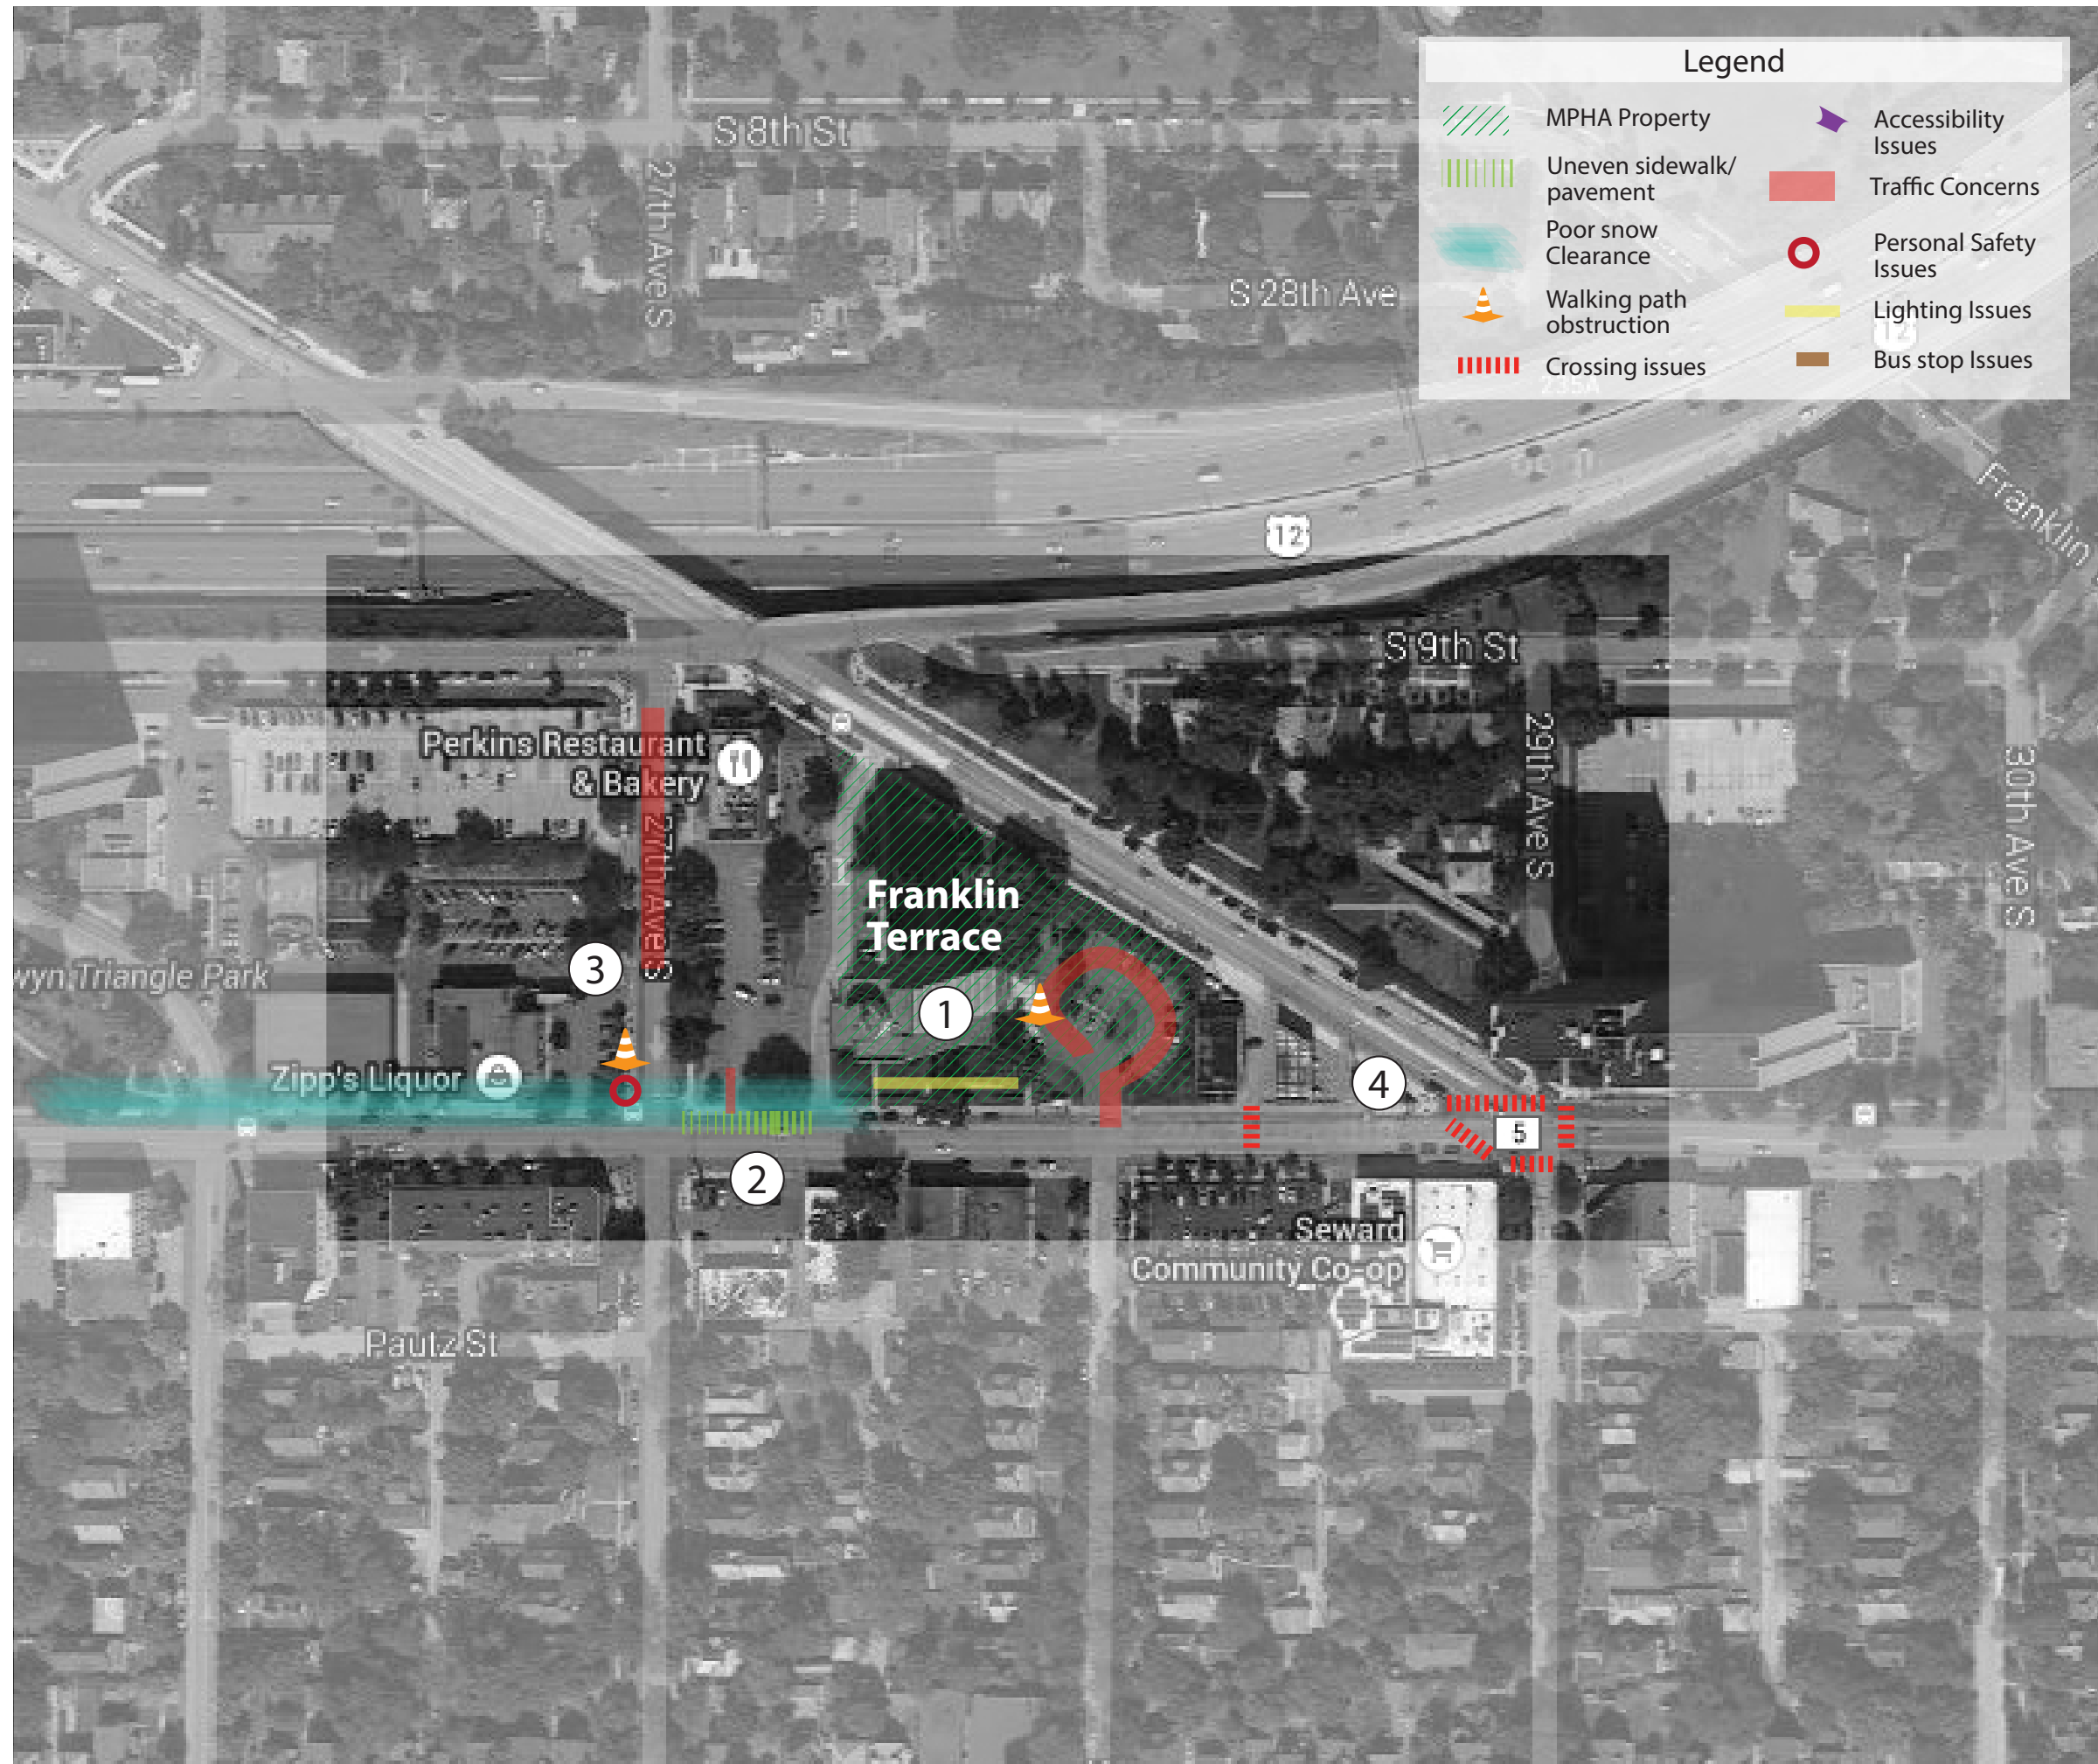 Legend
MPHA Property
Uneven sidewalk/
pavement
Poor snow
Clearance
Walking path
obstruction
Crossing issues
Accessibility
Issues
Traffic Concerns
Personal Safety
Issues
Lighting Issues
Bus stop Issues
S 8th St
27th Ave S
S 28th Ave
12
235A
Franklin
12
S 9th St
Perkins Restaurant
& Bakery
27th Ave S
29th Ave S
30th Ave S
Franklin
Terrace
3
wyn Triangle Park
1
Zipp's Liquor
4
5
2
Seward
Community Co-op
Pautz St